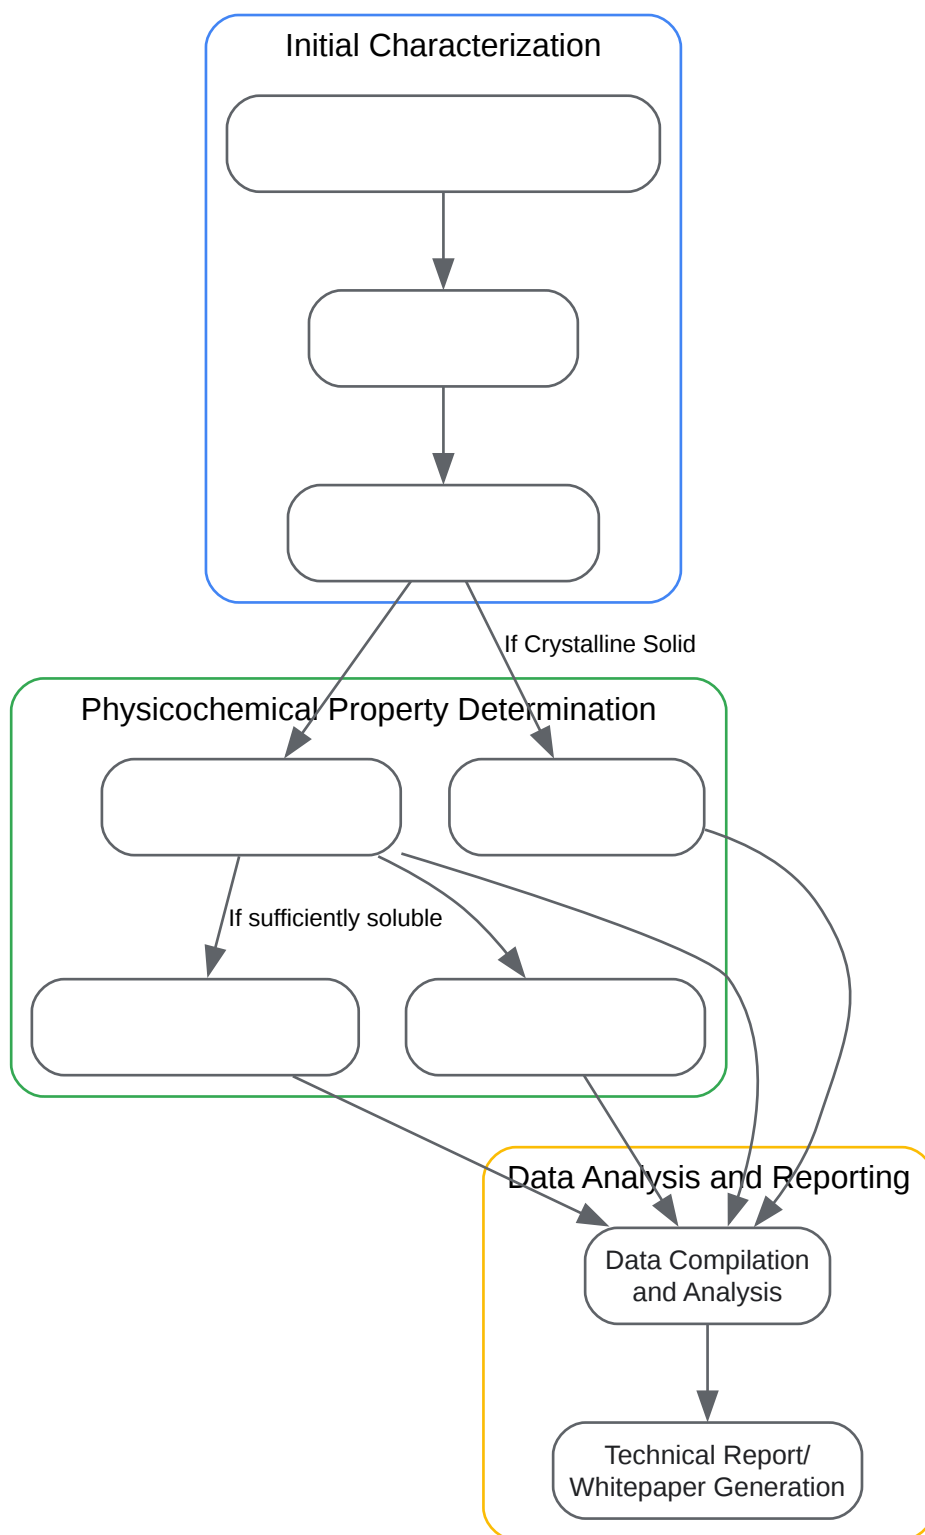 Initial Characterization
If Crystalline Solid
Physicochemical Property Determination
If sufficiently soluble
Data Analysis and Reporting
Data Compilation
and Analysis
Technical Report/
Whitepaper Generation